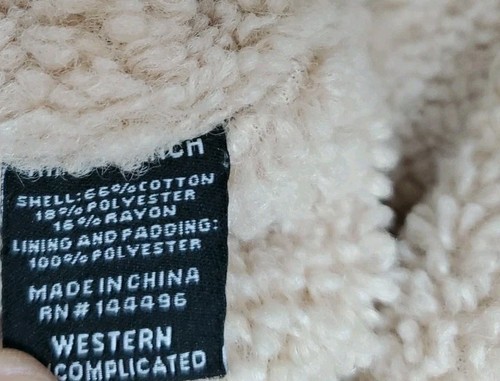 SHELL: 66% COTTON
18% POLYESTER
16% RAYON
LINING AND PADDING:
100% POLYESTER
MADE IN CHINA
RN# 144496
WESTERN
COMPLICATED